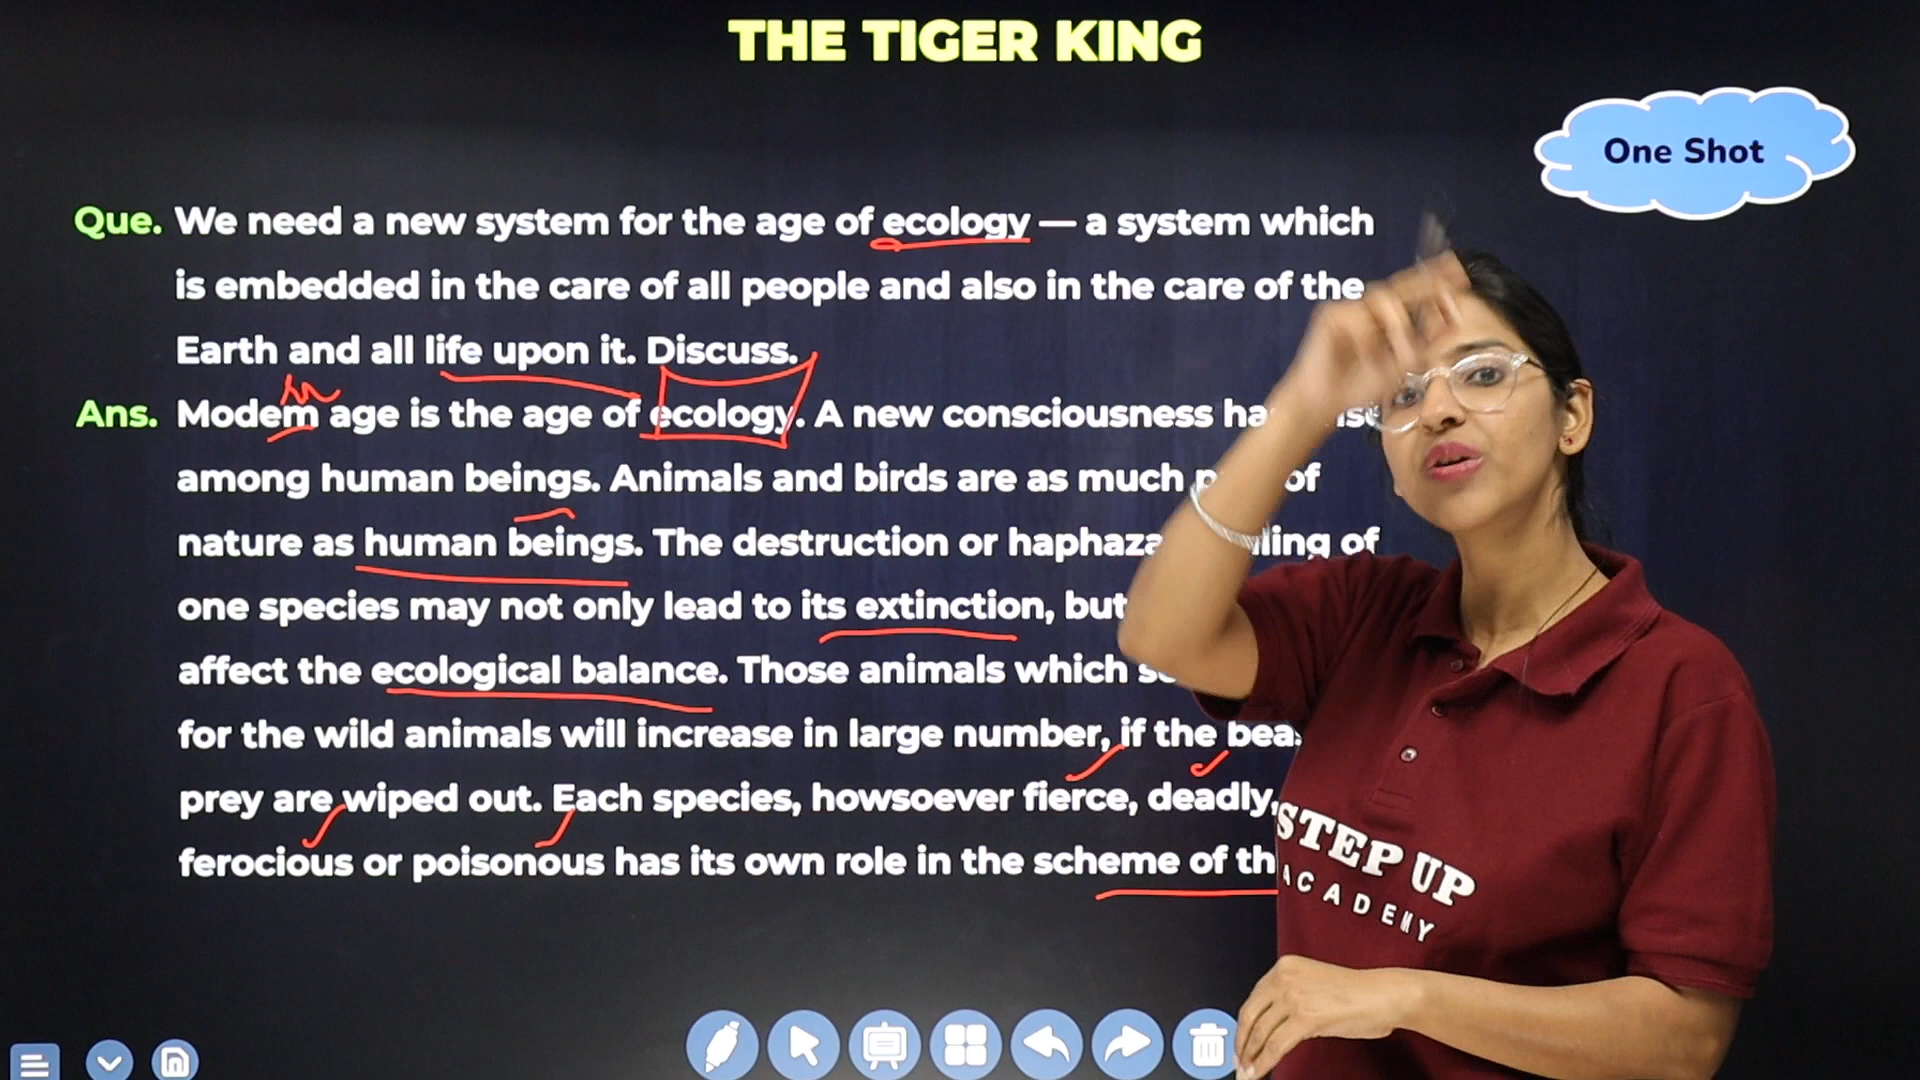 THE TIGER KING
One Shot
Que. We need a new system for the age of ecology — a system which
is embedded in the care of all people and also in the care of the
Earth and all life upon it. Discuss.
Ans. Modem age is the age of ecology. A new consciousness
among human beings. Animals and birds are as much of
nature as human beings. The destruction or of
one species may not only lead to its extinction, but
affect the ecological balance. Those animals which
for the wild animals will increase in large number, if the
prey are wiped out. Each species, howsoever fierce, deadly,
ferocious or poisonous has its own role in the scheme of
STEP UP
ACADEMY